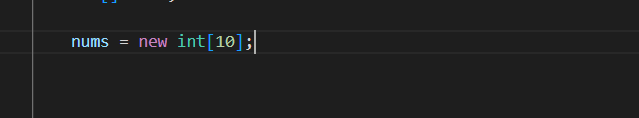 nums = new int[10];